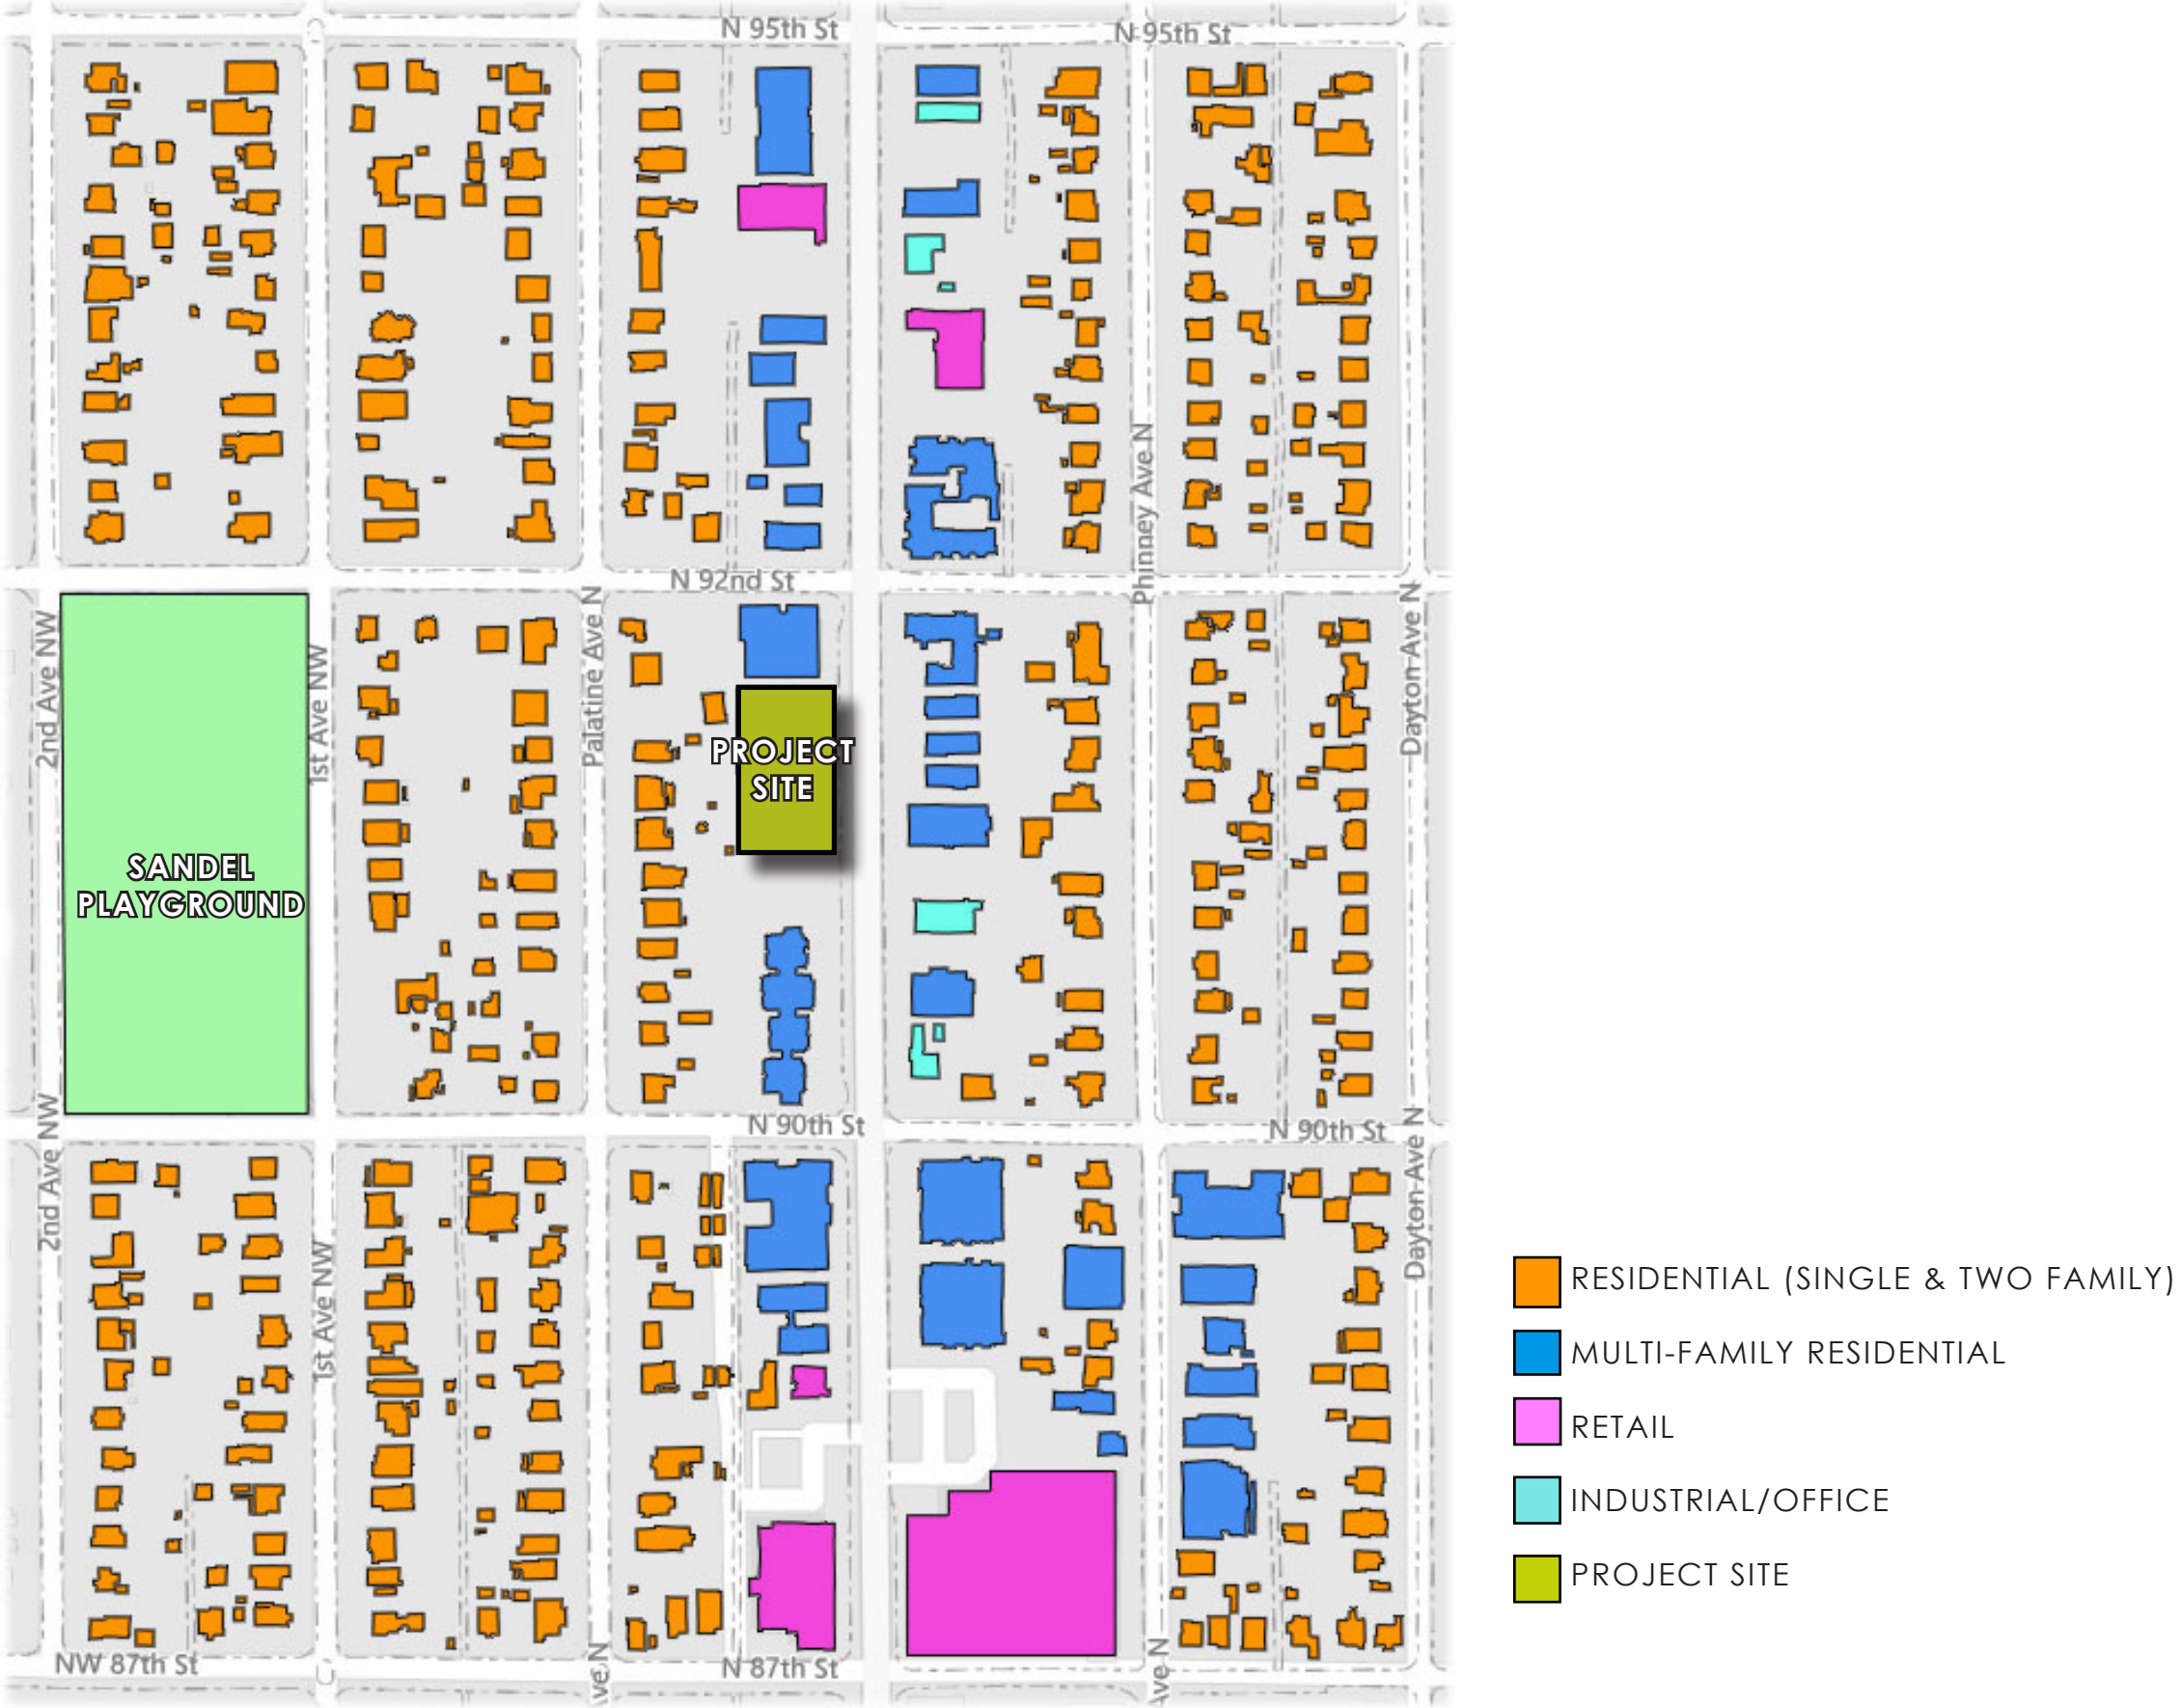 N 95th St
N 95th St
Phinney Ave N
N 92nd St
2nd Ave NW
1st Ave NW
Palatine Ave N
Dayton Ave N
PROJECT
SITE
SANDEL
PLAYGROUND
2nd Ave NW
N 90th St
N 90th St
Dayton Ave N
1st Ave NW
RESIDENTIAL (SINGLE & TWO FAMILY)
MULTI-FAMILY RESIDENTIAL
RETAIL
INDUSTRIAL/OFFICE
PROJECT SITE
NW 87th St
Ave N
N 87th St
Ave N